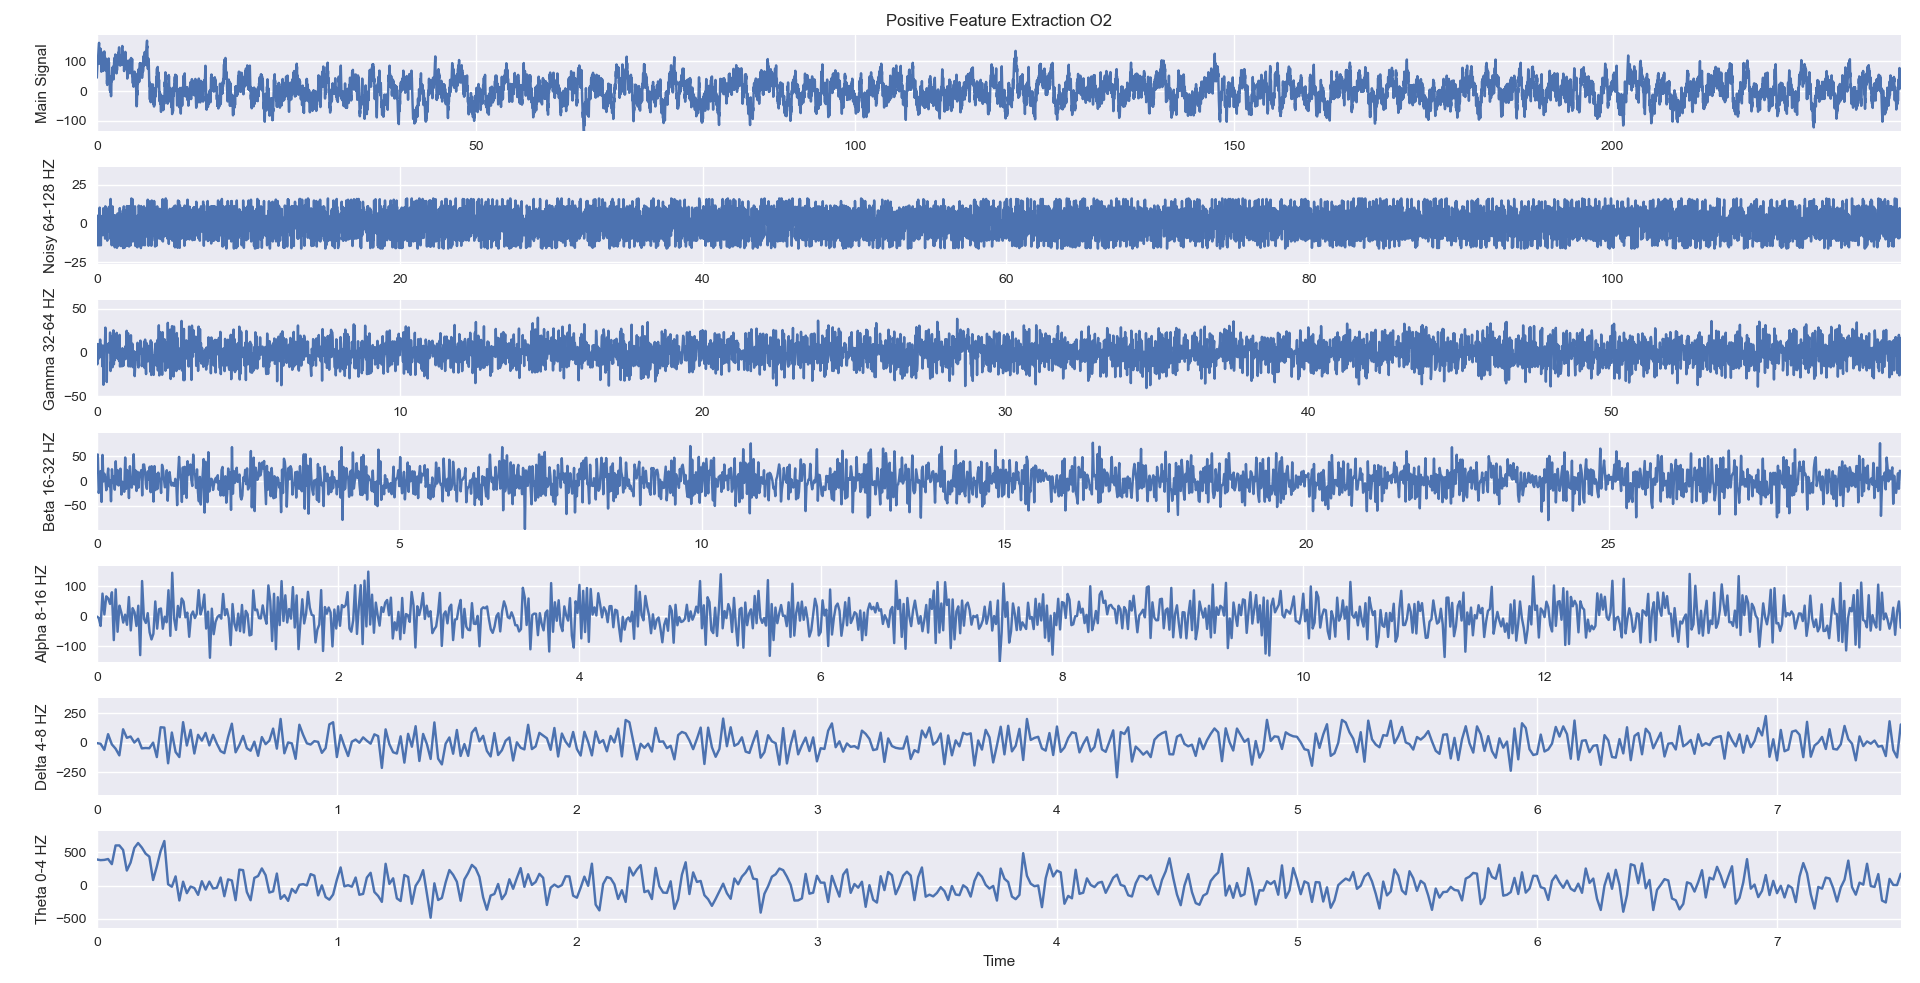 Positive Feature Extraction O2
Main Signal
100
0
−100
0 50 100 150 200
Noisy 64-128 HZ
25
0
−25
0 20 40 60 80 100
Gamma 32-64 HZ
50
0
−50
0 10 20 30 40 50
Beta 16-32 HZ
50
0
−50
0 5 10 15 20 25
Alpha 8-16 HZ
100
0
−100
0 2 4 6 8 10 12 14
Delta 4-8 HZ
250
0
−250
0 1 2 3 4 5 6 7
Theta 0-4 HZ
500
0
−500
0 1 2 3 4 5 6 7
Time